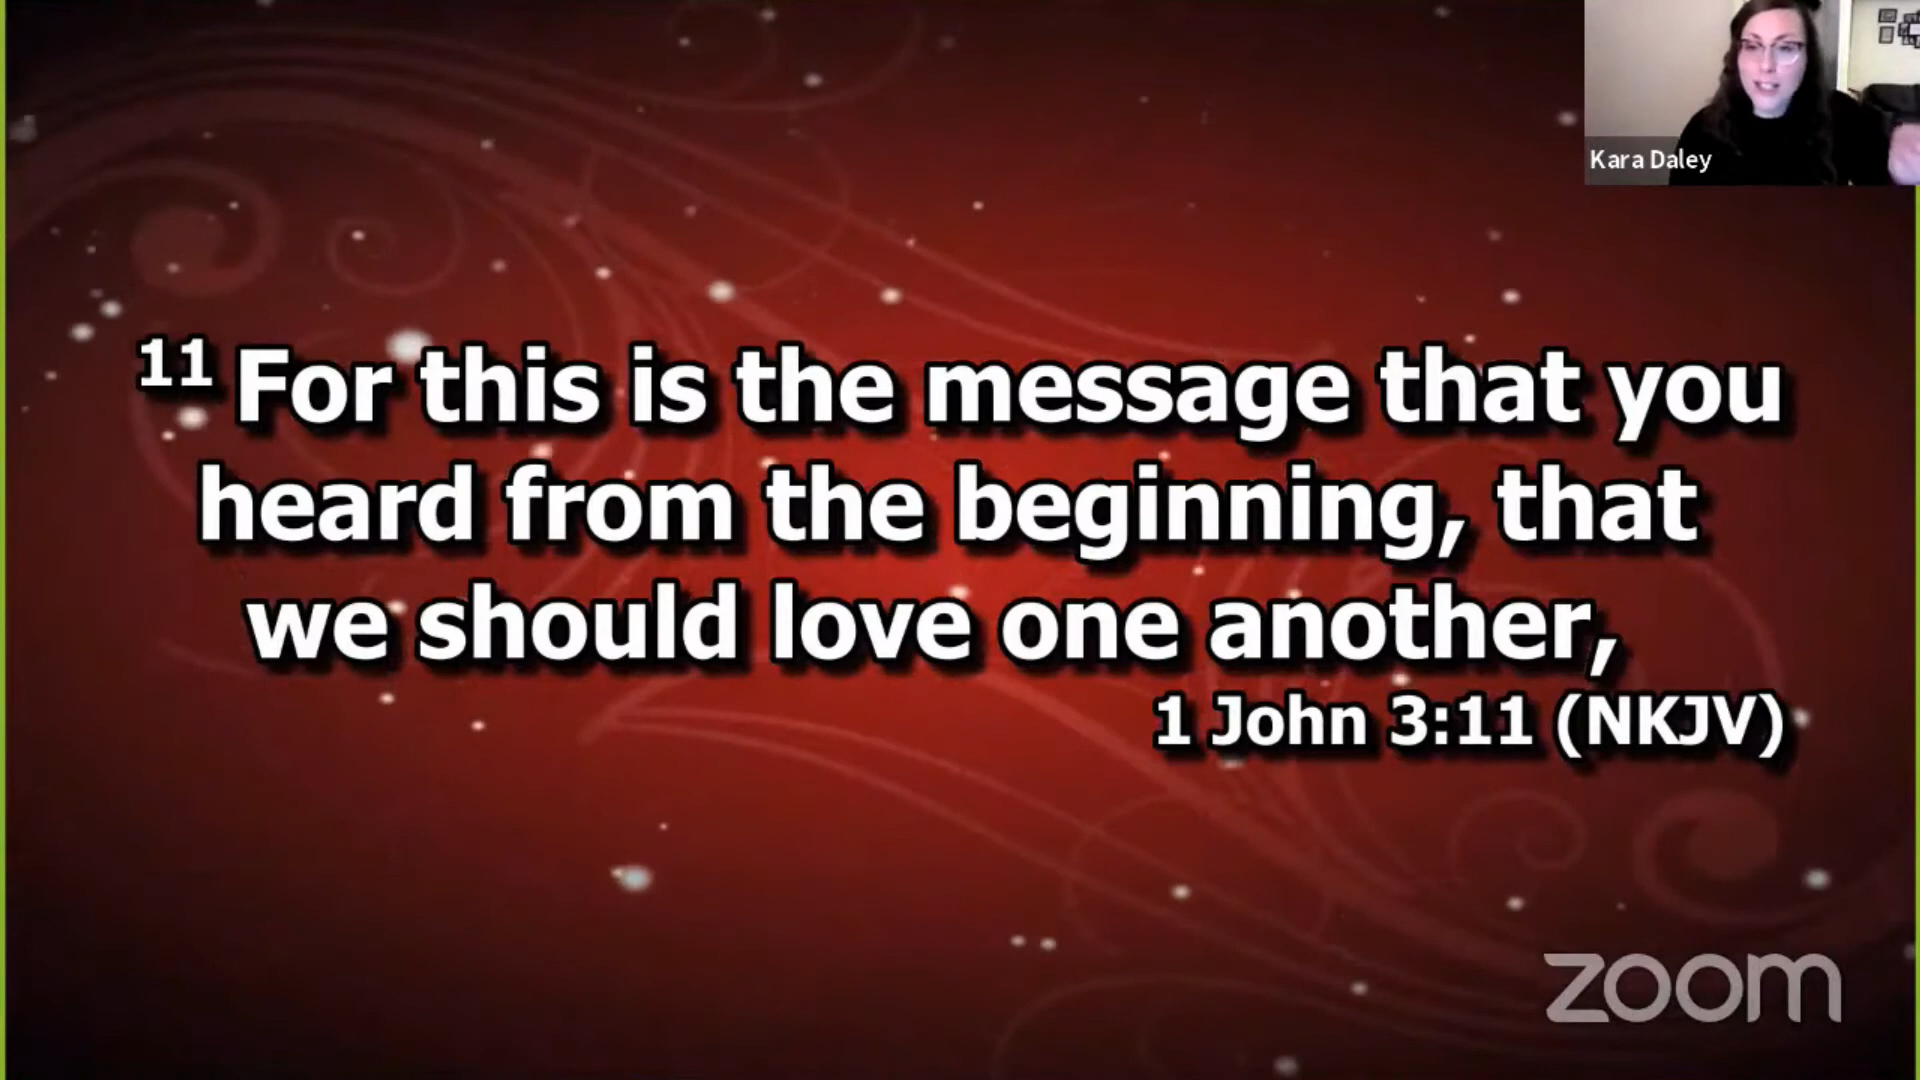 Kara Daley
11 For this is the message that you
heard from the beginning, that
we should love one another,
1 John 3:11 (NKJV)
zoom